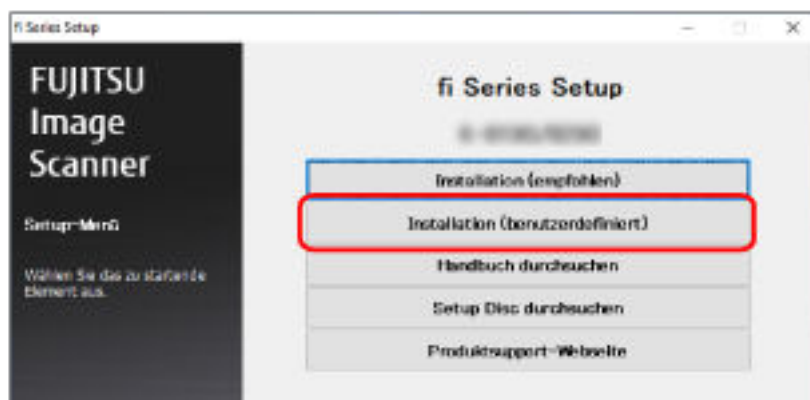 fi Series Setup
FUJITSU
Image
Scanner
Setup-Menü
Wählen Sie das zu startende
Element aus.
fi Series Setup
Installation (empfohlen)
Installation (benutzerdefiniert)
Handbuch durchsuchen
Setup Disc durchsuchen
Produktsupport-Webseite